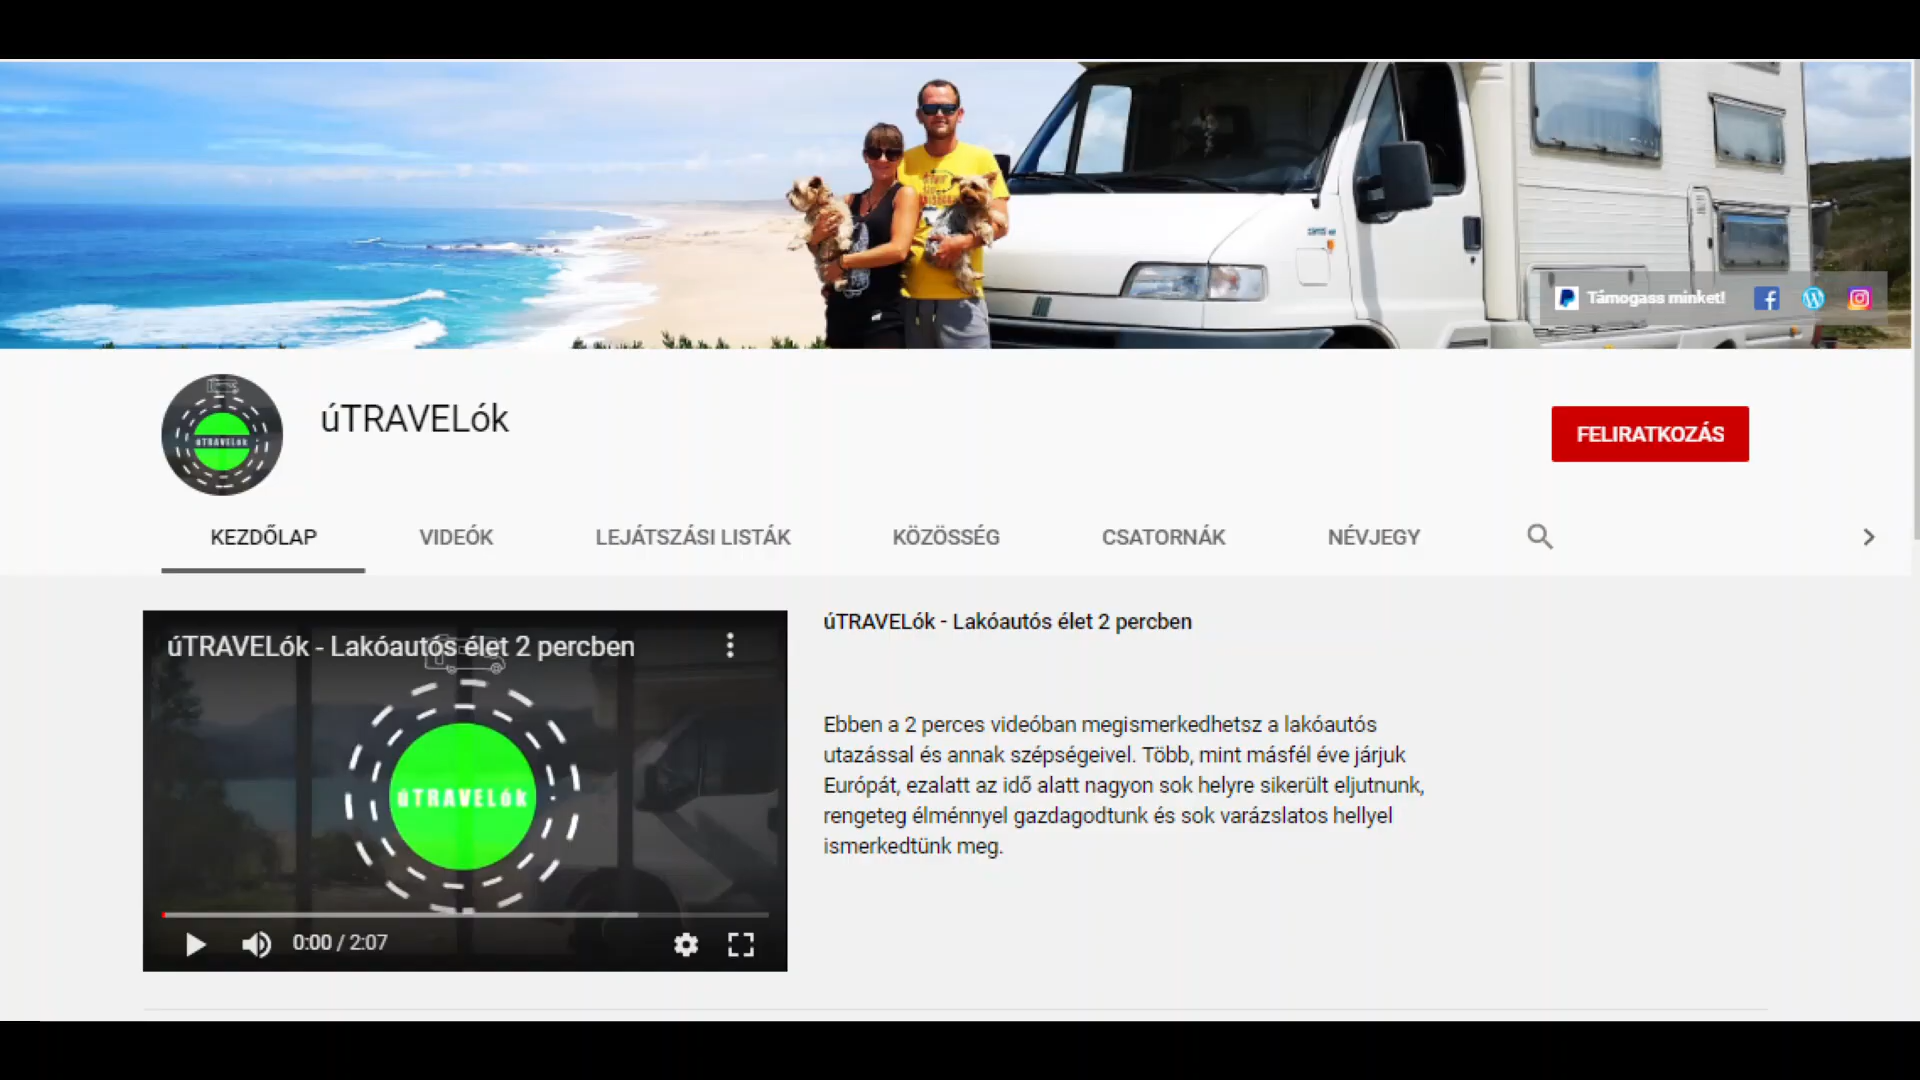 Támogass minket!
úTRAVELók
úTRAVELók
FELIRATKOZÁS
KEZDŐLAP
VIDEÓK
LEJÁTSZÁSI LISTÁK
KÖZÖSSÉG
CSATORNÁK
NÉVJEGY
úTRAVELók - Lakóautós élet 2 percben
úTRAVELók
0:00 / 2:07
úTRAVELók - Lakóautós élet 2 percben
Ebben a 2 perces videóban megismerkedhetsz a lakóautós
utazással és annak szépségeivel. Több, mint másfél éve járjuk
Európát, ezalatt az idő alatt nagyon sok helyre sikerült eljutnunk,
rengeteg élménnyel gazdagodtunk és sok varázslatos hellyel
ismerkedtünk meg.